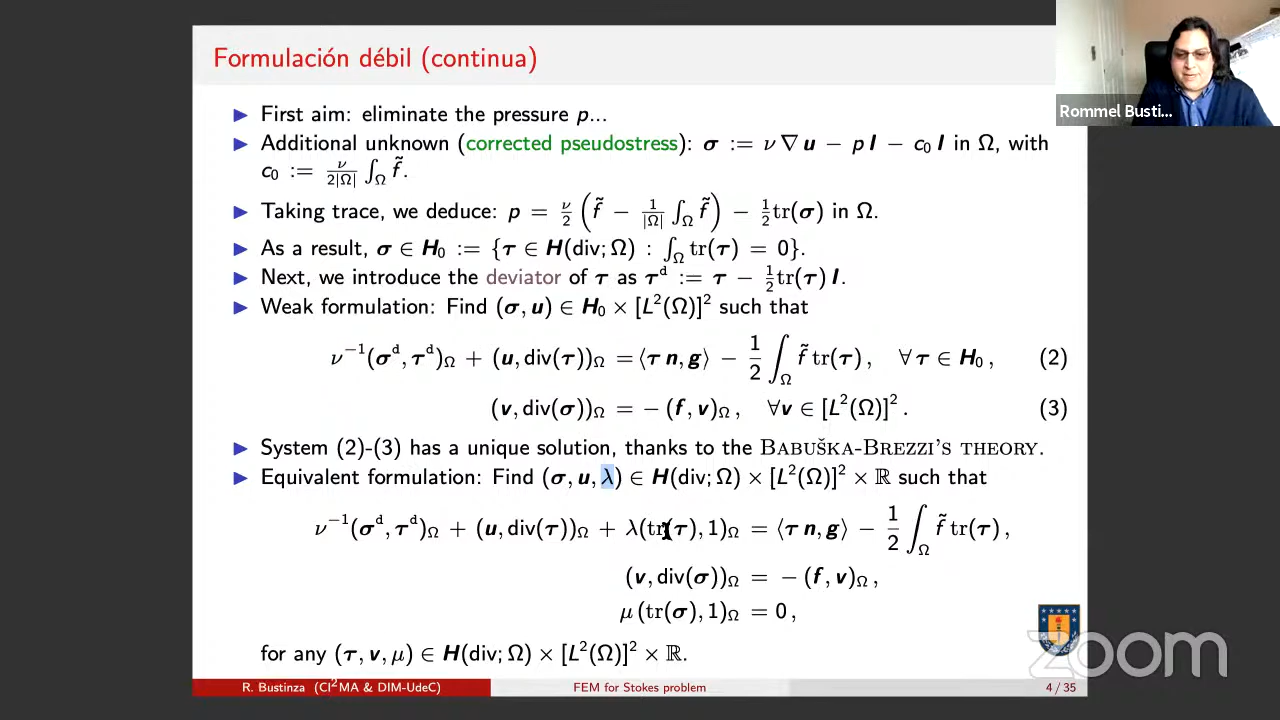 Formulación débil (continua)
▶ First aim: eliminate the pressure p...
▶ Additional unknown (corrected pseudostress): σ := ν ∇ u − p I − c₀ I in Ω, with
c₀ := ν/(2|Ω|) ∫_Ω f̃.
▶ Taking trace, we deduce: p = ν/2 (f̃ − 1/|Ω| ∫_Ω f̃) − ½tr(σ) in Ω.
▶ As a result, σ ∈ H₀ := {τ ∈ H(div; Ω) : ∫_Ω tr(τ) = 0}.
▶ Next, we introduce the deviator of τ as τᵈ := τ − ½tr(τ) I.
▶ Weak formulation: Find (σ, u) ∈ H₀ × [L²(Ω)]² such that
ν⁻¹(σᵈ, τᵈ)_Ω + (u, div(τ))_Ω = ⟨τ n, g⟩ − 1/2 ∫_Ω f̃ tr(τ) , ∀ τ ∈ H₀ , (2)
(v, div(σ))_Ω = − (f, v)_Ω , ∀v ∈ [L²(Ω)]² . (3)
▶ System (2)-(3) has a unique solution, thanks to the BABUŠKA-BREZZI'S THEORY.
▶ Equivalent formulation: Find (σ, u, λ) ∈ H(div; Ω) × [L²(Ω)]² × ℝ such that
ν⁻¹(σᵈ, τᵈ)_Ω + (u, div(τ))_Ω + λ(tr(τ), 1)_Ω = ⟨τ n, g⟩ − 1/2 ∫_Ω f̃ tr(τ) ,
(v, div(σ))_Ω = − (f, v)_Ω ,
μ (tr(σ), 1)_Ω = 0 ,
for any (τ, v, μ) ∈ H(div; Ω) × [L²(Ω)]² × ℝ.
R. Bustinza (CI²MA & DIM-UdeC) FEM for Stokes problem 4 / 35
Rommel Busti...
zoom